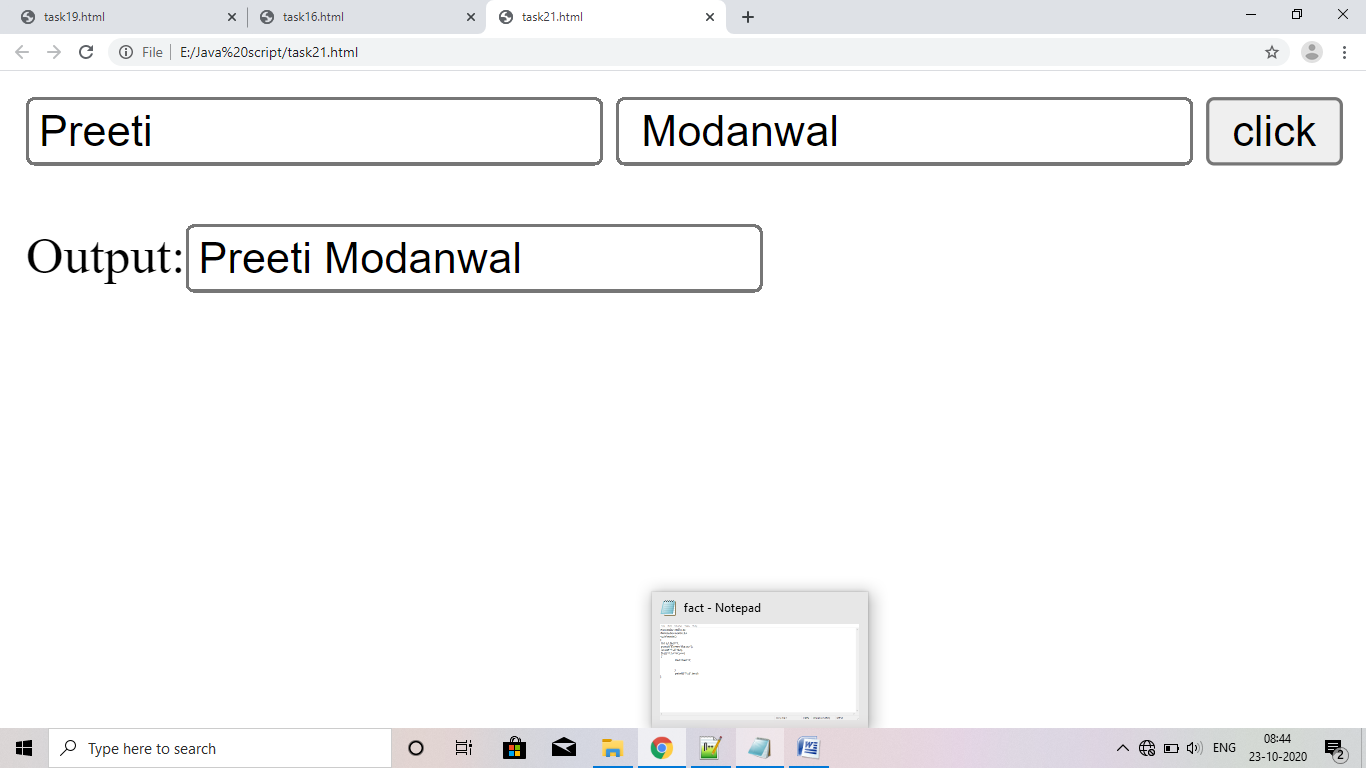 task19.html task16.html task21.html
File E:/Java%20script/task21.html
Preeti Modanwal click
Output: Preeti Modanwal
fact - Notepad
Type here to search
ENG 08:44
23-10-2020 2